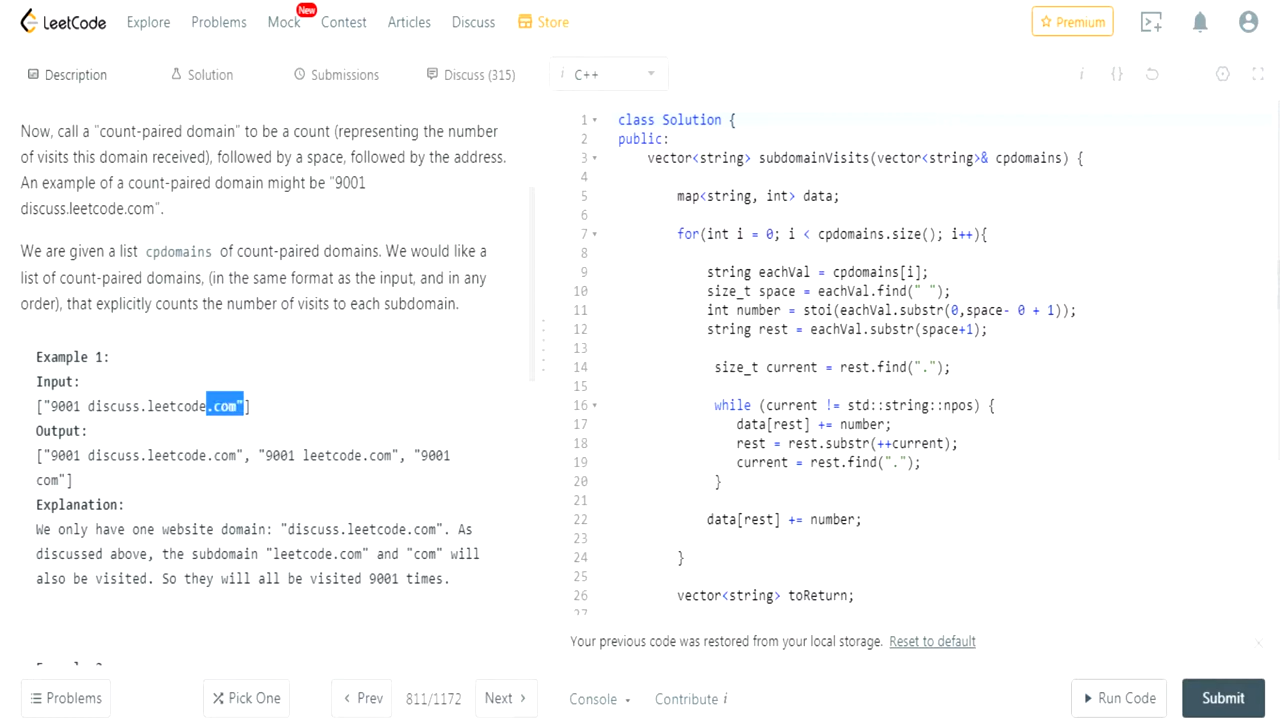 LeetCode Explore Problems Mock New Contest Articles Discuss Store Premium
Description Solution Submissions Discuss (315) i C++ i {}
Now, call a "count-paired domain" to be a count (representing the number
of visits this domain received), followed by a space, followed by the address.
An example of a count-paired domain might be "9001
discuss.leetcode.com".
We are given a list cpdomains of count-paired domains. We would like a
list of count-paired domains, (in the same format as the input, and in any
order), that explicitly counts the number of visits to each subdomain.
Example 1:
Input:
["9001 discuss.leetcode.com"]
Output:
["9001 discuss.leetcode.com", "9001 leetcode.com", "9001
com"]
Explanation:
We only have one website domain: "discuss.leetcode.com". As
discussed above, the subdomain "leetcode.com" and "com" will
also be visited. So they will all be visited 9001 times.
1 class Solution {
2 public:
3 vector<string> subdomainVisits(vector<string>& cpdomains) {
4
5 map<string, int> data;
6
7 for(int i = 0; i < cpdomains.size(); i++){
8
9 string eachVal = cpdomains[i];
10 size_t space = eachVal.find(" ");
11 int number = stoi(eachVal.substr(0,space- 0 + 1));
12 string rest = eachVal.substr(space+1);
13
14 size_t current = rest.find(".");
15
16 while (current != std::string::npos) {
17 data[rest] += number;
18 rest = rest.substr(++current);
19 current = rest.find(".");
20 }
21
22 data[rest] += number;
23
24 }
25
26 vector<string> toReturn;
27
Your previous code was restored from your local storage. Reset to default
Problems Pick One < Prev 811/1172 Next > Console Contribute i Run Code Submit